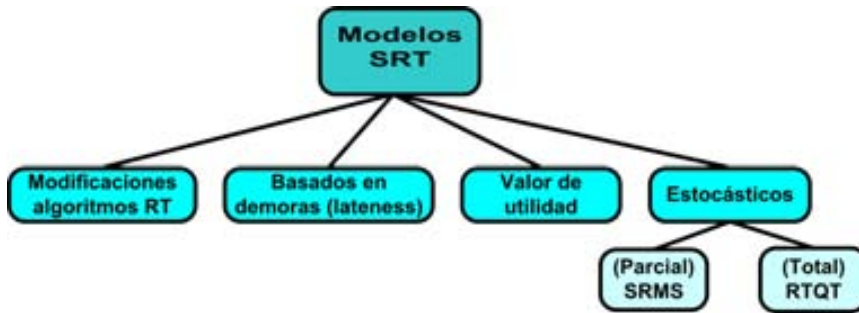 Modelos
SRT
Modificaciones
algoritmos RT
Basados en
demoras (lateness)
Valor de
utilidad
Estocásticos
(Parcial)
SRMS
(Total)
RTQT